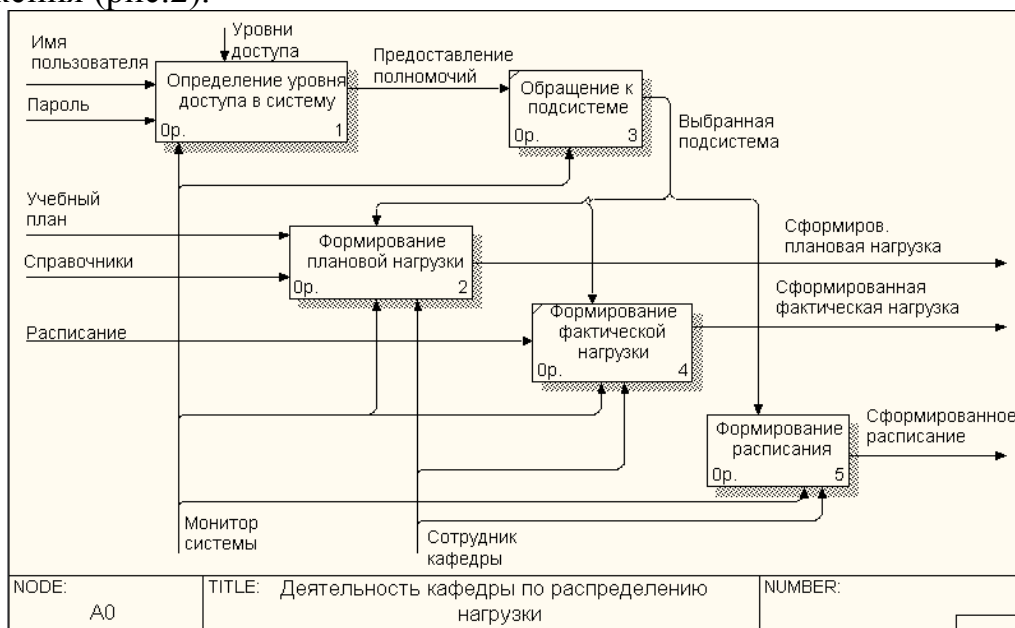 (рис.2).
Имя
пользователя
Пароль
Уровни
доступа
Определение уровня
доступа в систему
0р. 1
Предоставление
полномочий
Обращение к
подсистеме
0р. 3
Выбранная
подсистема
Учебный
план
Справочники
Формирование
плановой нагрузки
0р. 2
Сформиров.
плановая нагрузка
Сформированная
фактическая нагрузка
Расписание
Формирование
фактической
нагрузки
0р. 4
Формирование
расписания
0р. 5
Сформированное
расписание
Монитор
системы
Сотрудник
кафедры
NODE:
A0
TITLE: Деятельность кафедры по распределению
нагрузки
NUMBER: